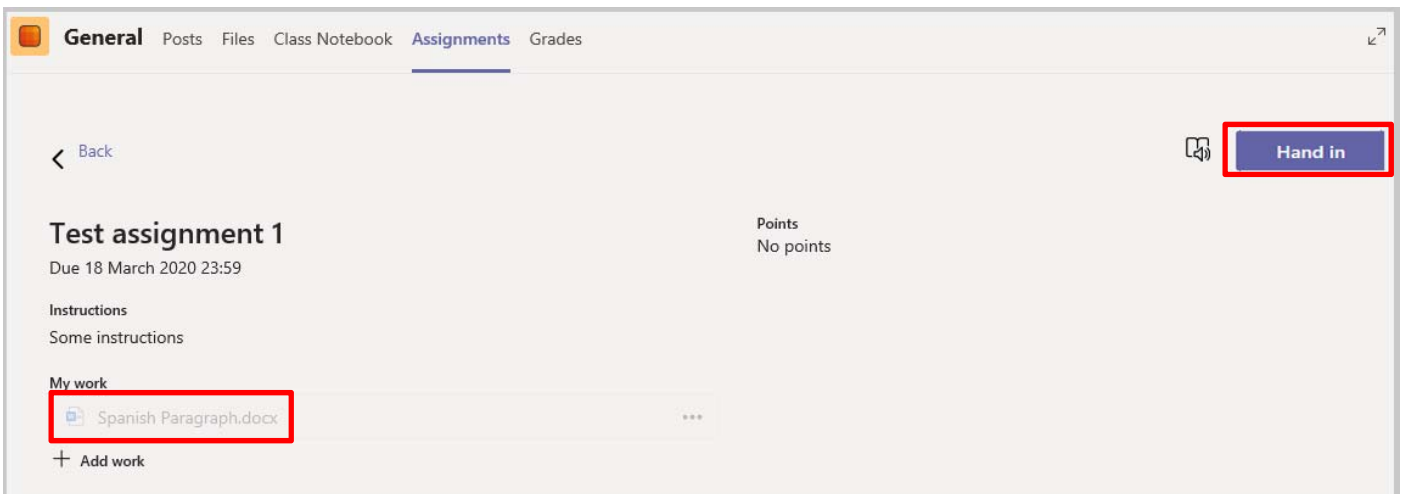 General Posts Files Class Notebook Assignments Grades
Back
Hand in
Test assignment 1
Due 18 March 2020 23:59
Points
No points
Instructions
Some instructions
My work
Spanish Paragraph.docx
+ Add work